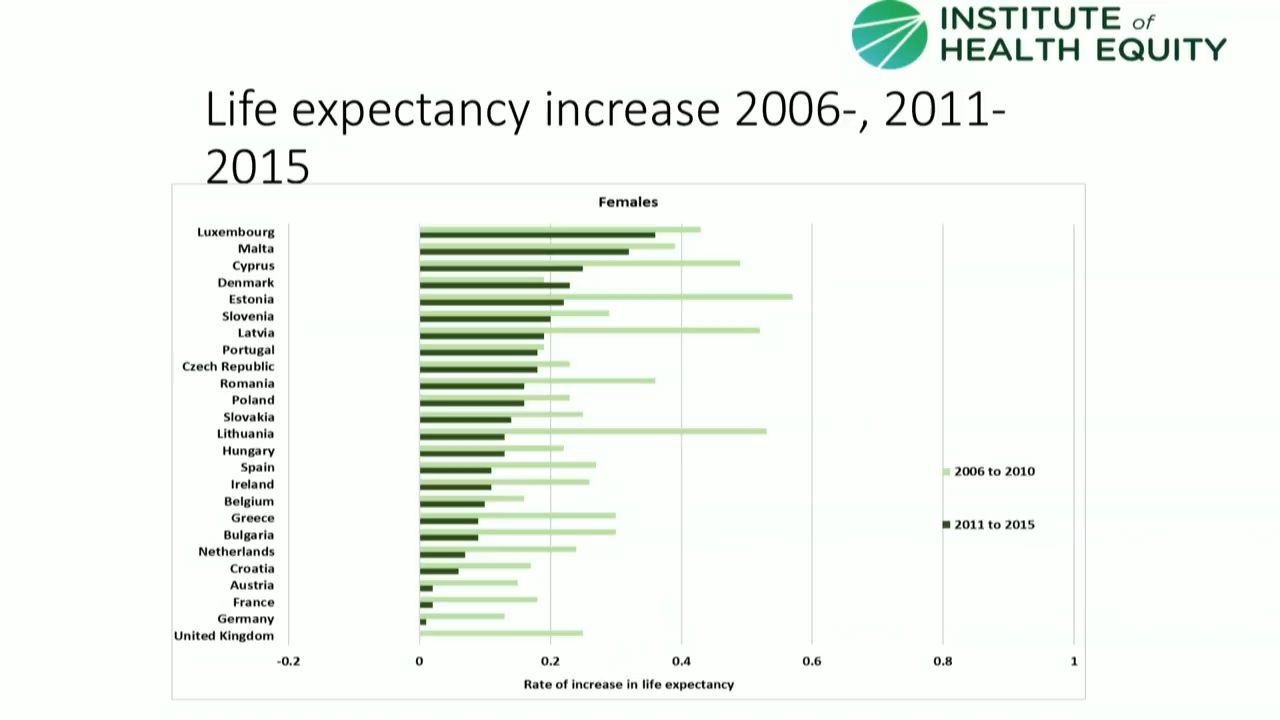 INSTITUTE of
HEALTH EQUITY
Life expectancy increase 2006-, 2011-
2015
Females
Luxembourg
Malta
Cyprus
Denmark
Estonia
Slovenia
Latvia
Portugal
Czech Republic
Romania
Poland
Slovakia
Lithuania
Hungary
Spain
Ireland
Belgium
Greece
Bulgaria
Netherlands
Croatia
Austria
France
Germany
United Kingdom
2006 to 2010
2011 to 2015
-0.2 0 0.2 0.4 0.6 0.8 1
Rate of increase in life expectancy